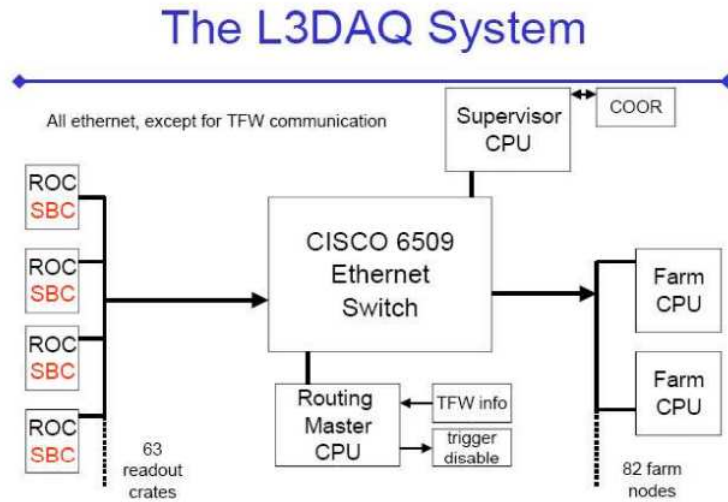 The L3DAQ System
All ethernet, except for TFW communication
Supervisor
CPU
COOR
ROC
SBC
ROC
SBC
ROC
SBC
ROC
SBC
CISCO 6509
Ethernet
Switch
Farm
CPU
Farm
CPU
Routing
Master
CPU
TFW info
trigger
disable
63
readout
crates
82 farm
nodes